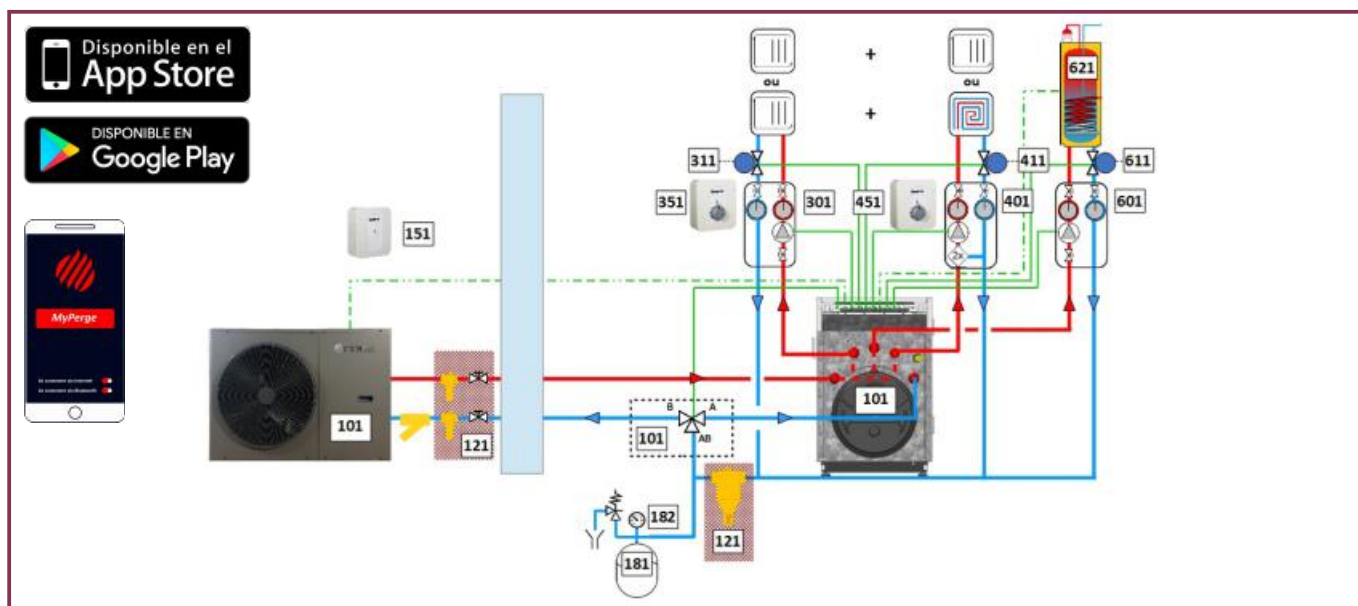 Disponible en el
App Store
DISPONIBLE EN
Google Play
MyPerge
151
101
121
B
A
AB
101
121
182
181
101
+
ou
ou
+
311
411
611
351
301
451
401
601
2x
621